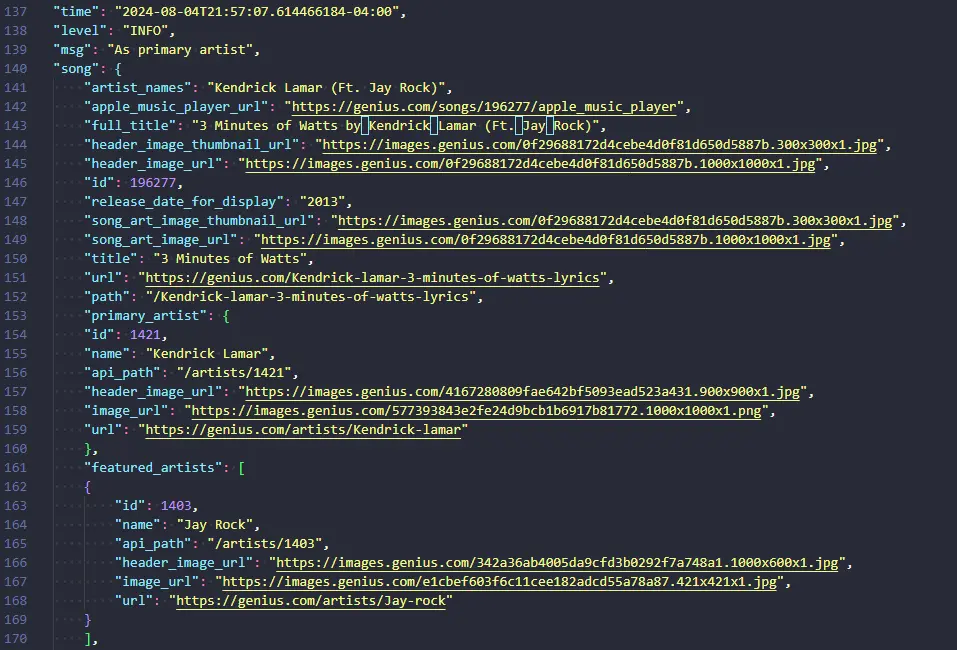 137 "time": "2024-08-04T21:57:07.614466184-04:00",
138 "level": "INFO",
139 "msg": "As primary artist",
140 "song": {
141 "artist_names": "Kendrick Lamar (Ft. Jay Rock)",
142 "apple_music_player_url": "https://genius.com/songs/196277/apple_music_player",
143 "full_title": "3 Minutes of Watts by Kendrick Lamar (Ft. Jay Rock)",
144 "header_image_thumbnail_url": "https://images.genius.com/0f29688172d4cebe4d0f81d650d5887b.300x300x1.jpg",
145 "header_image_url": "https://images.genius.com/0f29688172d4cebe4d0f81d650d5887b.1000x1000x1.jpg",
146 "id": 196277,
147 "release_date_for_display": "2013",
148 "song_art_image_thumbnail_url": "https://images.genius.com/0f29688172d4cebe4d0f81d650d5887b.300x300x1.jpg",
149 "song_art_image_url": "https://images.genius.com/0f29688172d4cebe4d0f81d650d5887b.1000x1000x1.jpg",
150 "title": "3 Minutes of Watts",
151 "url": "https://genius.com/Kendrick-lamar-3-minutes-of-watts-lyrics",
152 "path": "/Kendrick-lamar-3-minutes-of-watts-lyrics",
153 "primary_artist": {
154 "id": 1421,
155 "name": "Kendrick Lamar",
156 "api_path": "/artists/1421",
157 "header_image_url": "https://images.genius.com/4167280809fae642bf5093ead523a431.900x900x1.jpg",
158 "image_url": "https://images.genius.com/577393843e2fe24d9bcb1b6917b81772.1000x1000x1.png",
159 "url": "https://genius.com/artists/Kendrick-lamar"
160 },
161 "featured_artists": [
162 {
163 "id": 1403,
164 "name": "Jay Rock",
165 "api_path": "/artists/1403",
166 "header_image_url": "https://images.genius.com/342a36ab4005da9cfd3b0292f7a748a1.1000x600x1.jpg",
167 "image_url": "https://images.genius.com/e1cbef603f6c11cee182adcd55a78a87.421x421x1.jpg",
168 "url": "https://genius.com/artists/Jay-rock"
169 }
170 ],